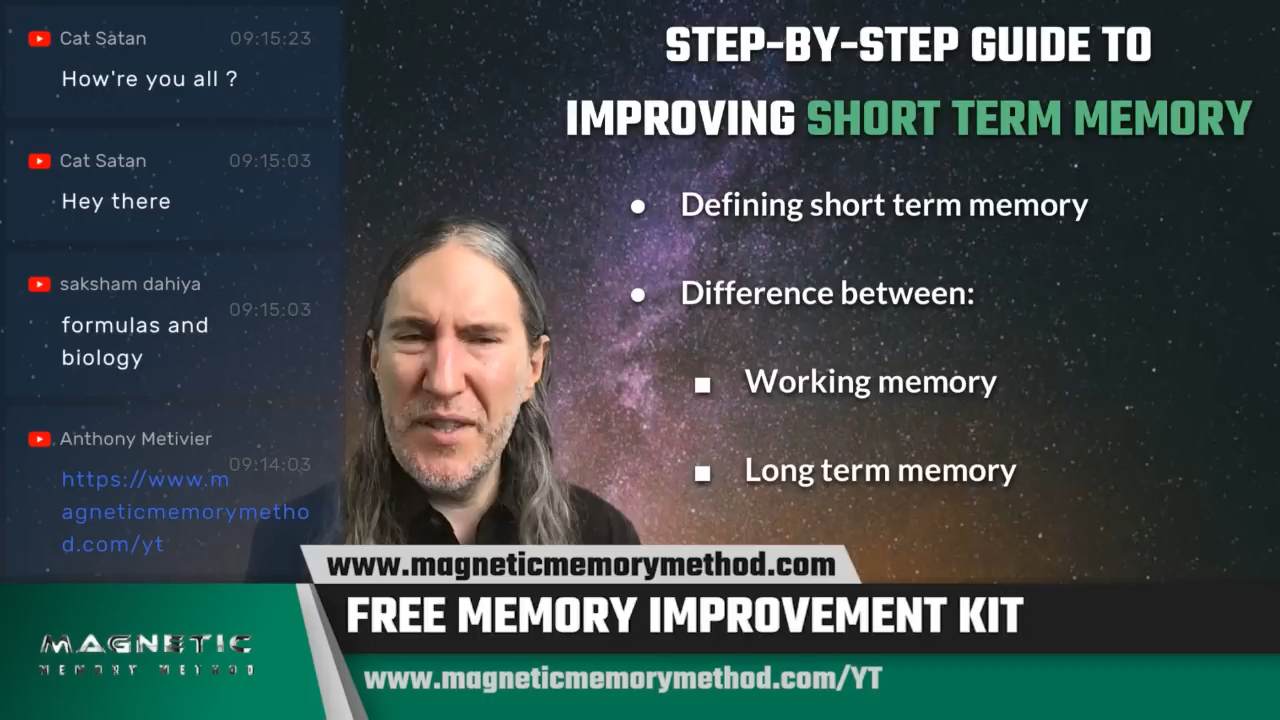 Cat Satan 09:15:23
How're you all ?
Cat Satan 09:15:03
Hey there
saksham dahiya
09:15:03
formulas and
biology
Anthony Metivier
09:14:03
https://www.m
agneticmemorymetho
d.com/yt
STEP-BY-STEP GUIDE TO
IMPROVING SHORT TERM MEMORY
● Defining short term memory
● Difference between:
■ Working memory
■ Long term memory
www.magneticmemorymethod.com
FREE MEMORY IMPROVEMENT KIT
www.magneticmemorymethod.com/YT
MAGNETIC
MEMORY METHOD